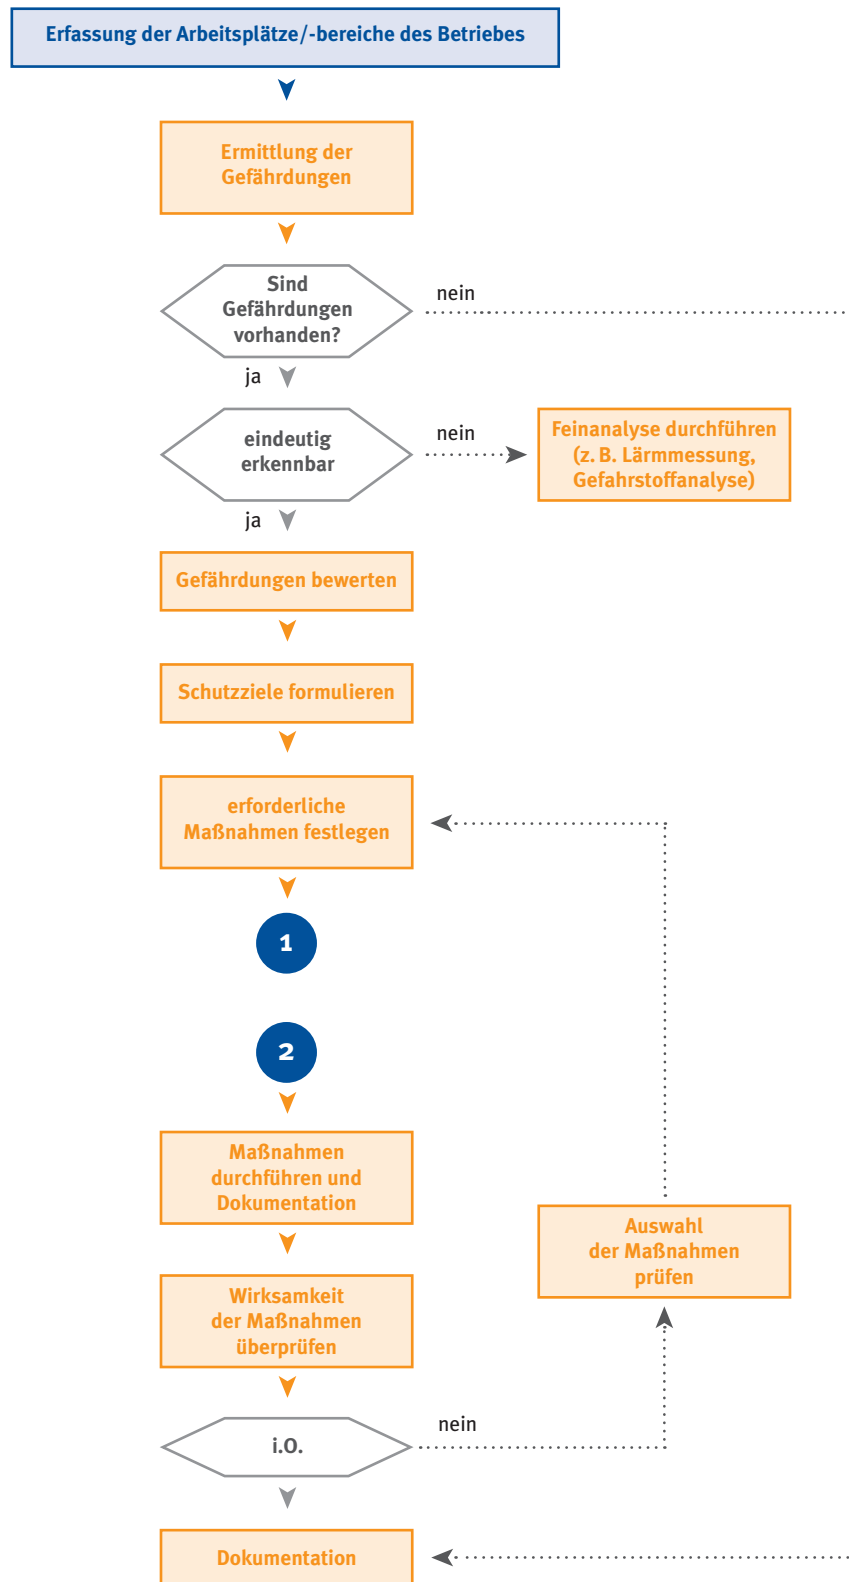 Erfassung der Arbeitsplätze/-bereiche des Betriebes
Ermittlung der
Gefährdungen
Sind
Gefährdungen
vorhanden?
nein
ja
eindeutig
erkennbar
nein
Feinanalyse durchführen
(z. B. Lärmmessung,
Gefahrstoffanalyse)
ja
Gefährdungen bewerten
Schutzziele formulieren
erforderliche
Maßnahmen festlegen
1
2
Maßnahmen
durchführen und
Dokumentation
Auswahl
der Maßnahmen
prüfen
Wirksamkeit
der Maßnahmen
überprüfen
i.O.
nein
Dokumentation